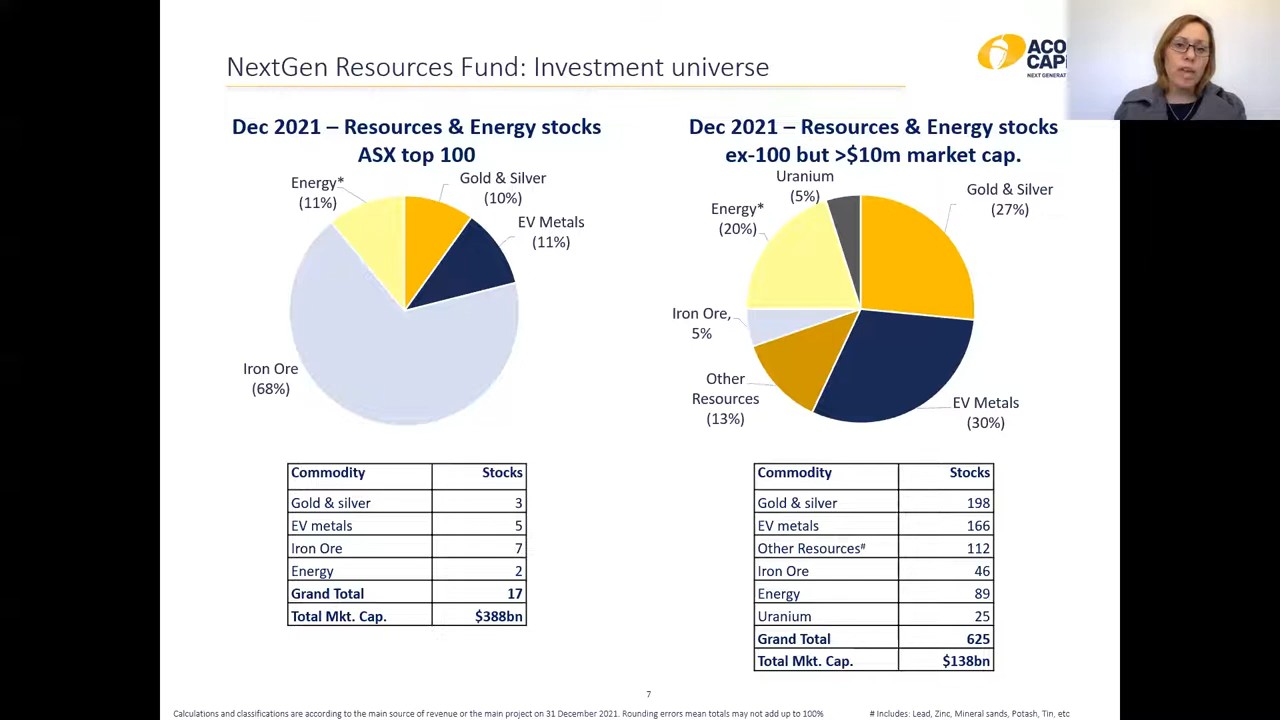 NextGen Resources Fund: Investment universe
ACO
CAP
NEXT GENERAT
Dec 2021 – Resources & Energy stocks
ASX top 100
Energy*
(11%)
Gold & Silver
(10%)
EV Metals
(11%)
Iron Ore
(68%)
Commodity Stocks
Gold & silver 3
EV metals 5
Iron Ore 7
Energy 2
Grand Total 17
Total Mkt. Cap. $388bn
Dec 2021 – Resources & Energy stocks
ex-100 but >$10m market cap.
Uranium
(5%)
Gold & Silver
(27%)
Energy*
(20%)
Iron Ore,
5%
Other
Resources
(13%)
EV Metals
(30%)
Commodity Stocks
Gold & silver 198
EV metals 166
Other Resources# 112
Iron Ore 46
Energy 89
Uranium 25
Grand Total 625
Total Mkt. Cap. $138bn
7
Calculations and classifications are according to the main source of revenue or the main project on 31 December 2021. Rounding errors mean totals may not add up to 100%
# Includes: Lead, Zinc, Mineral sands, Potash, Tin, etc